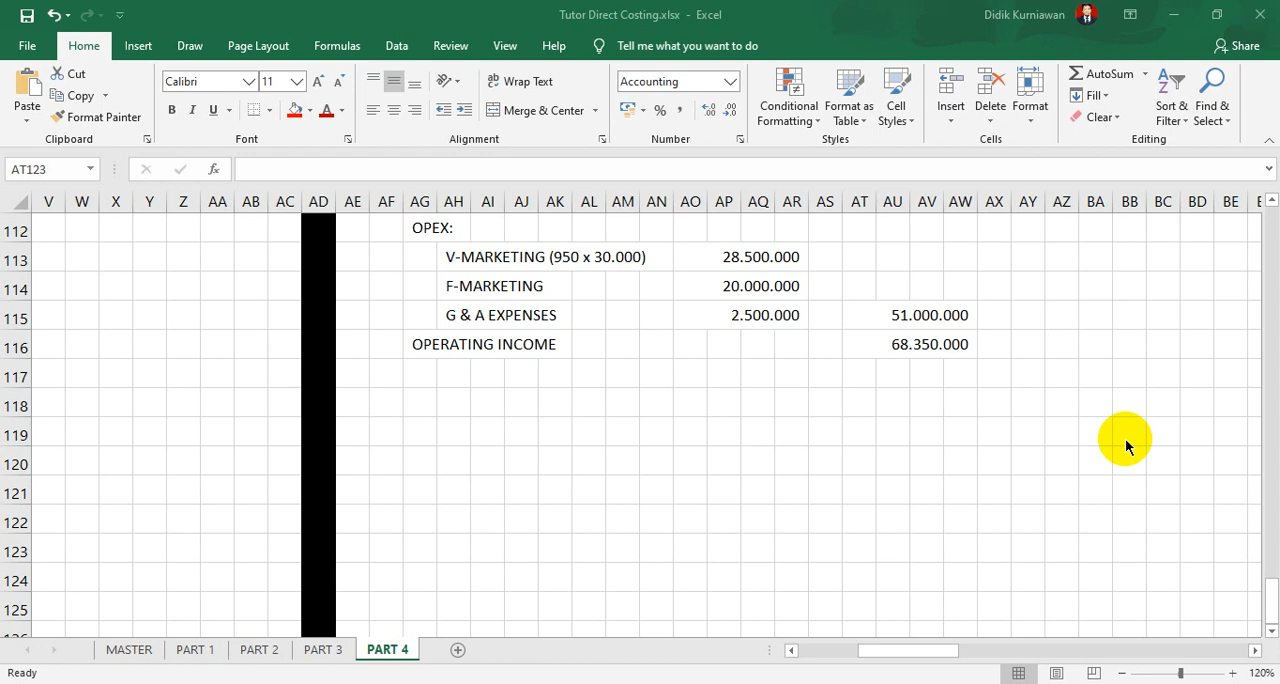 Tutor Direct Costing.xlsx - Excel
Didik Kurniawan
File Home Insert Draw Page Layout Formulas Data Review View Help Tell me what you want to do Share
Paste
Cut
Copy
Format Painter
Clipboard
Calibri 11
B I U
Font
Wrap Text
Merge & Center
Alignment
Accounting
%
Number
Conditional Formatting
Format as Table
Cell Styles
Styles
Insert
Delete
Format
Cells
AutoSum
Fill
Clear
Sort & Filter
Find & Select
Editing
AT123 fx
V W X Y Z AA AB AC AD AE AF AG AH AI AJ AK AL AM AN AO AP AQ AR AS AT AU AV AW AX AY AZ BA BB BC BD BE
112 OPEX:
113 V-MARKETING (950 x 30.000) 28.500.000
114 F-MARKETING 20.000.000
115 G & A EXPENSES 2.500.000 51.000.000
116 OPERATING INCOME 68.350.000
117
118
119
120
121
122
123
124
125
MASTER PART 1 PART 2 PART 3 PART 4
Ready 120%